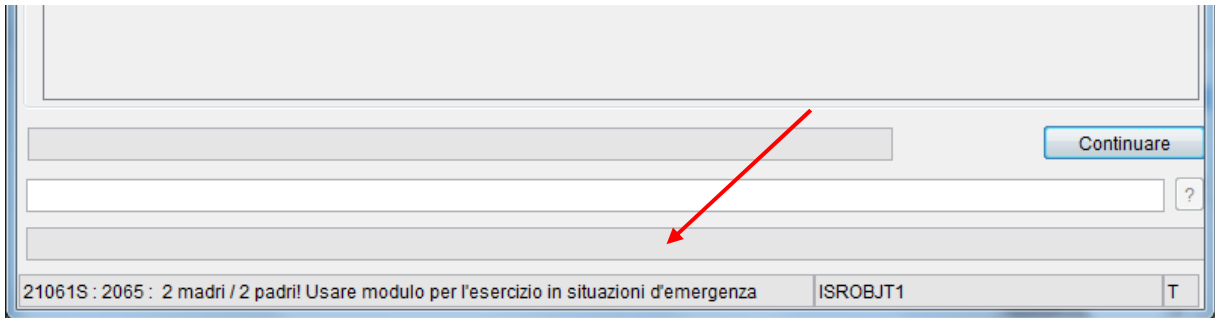 Continuare
?
21061S : 2065 :  2 madri / 2 padri! Usare modulo per l'esercizio in situazioni d'emergenza ISROBJT1 T